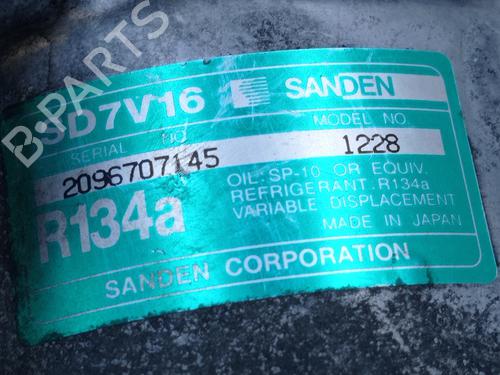 B-PARTS
SD7V16 SANDEN
SERIAL NO. MODEL NO.
2096707145 1228
R134a
OIL:SP-10 OR EQUIV.
REFRIGERANT:R134a
VARIABLE DISPLACEMENT
MADE IN JAPAN
SANDEN CORPORATION